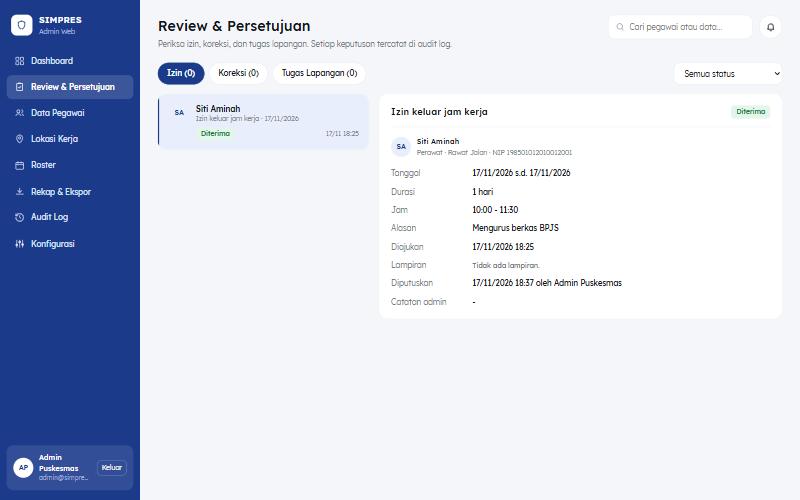 SIMPRES
Admin Web
Dashboard
Review & Persetujuan
Data Pegawai
Lokasi Kerja
Roster
Rekap & Ekspor
Audit Log
Konfigurasi
AP
Admin Puskesmas
admin@simpre...
Keluar
Review & Persetujuan
Periksa izin, koreksi, dan tugas lapangan. Setiap keputusan tercatat di audit log.
Cari pegawai atau data...
Izin (0)
Koreksi (0)
Tugas Lapangan (0)
Semua status
SA
Siti Aminah
Izin keluar jam kerja · 17/11/2026
Diterima
17/11 18:25
Izin keluar jam kerja
Diterima
SA
Siti Aminah
Perawat · Rawat Jalan · NIP 198501012010012001
Tanggal 17/11/2026 s.d. 17/11/2026
Durasi 1 hari
Jam 10:00 - 11:30
Alasan Mengurus berkas BPJS
Diajukan 17/11/2026 18:25
Lampiran Tidak ada lampiran.
Diputuskan 17/11/2026 18:37 oleh Admin Puskesmas
Catatan admin -